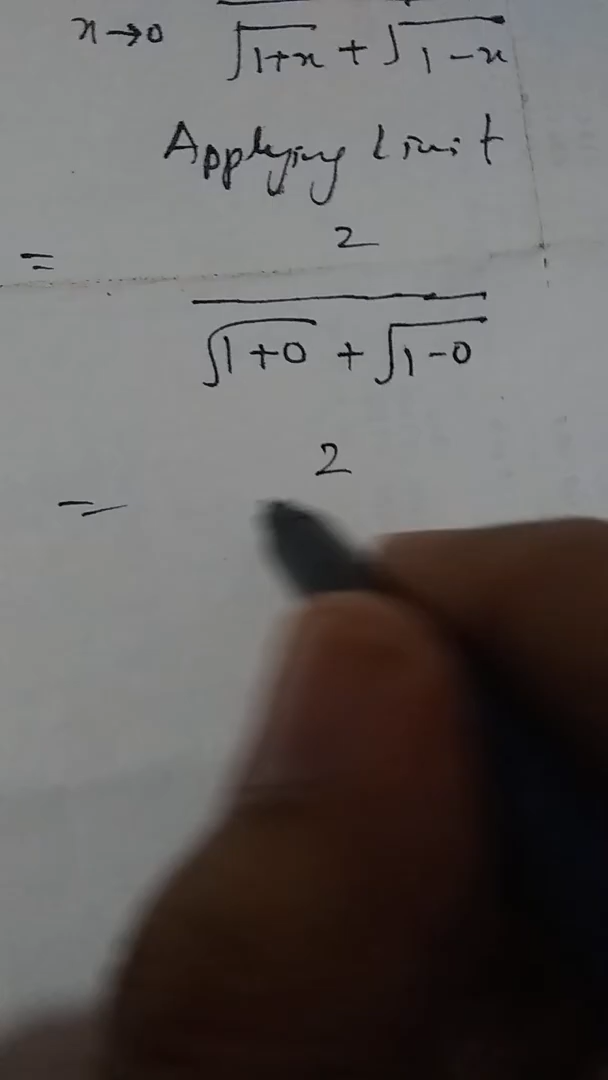 x→0 √1+x + √1-x
Applying Limit
= 2
√1+0 + √1-0
= 2